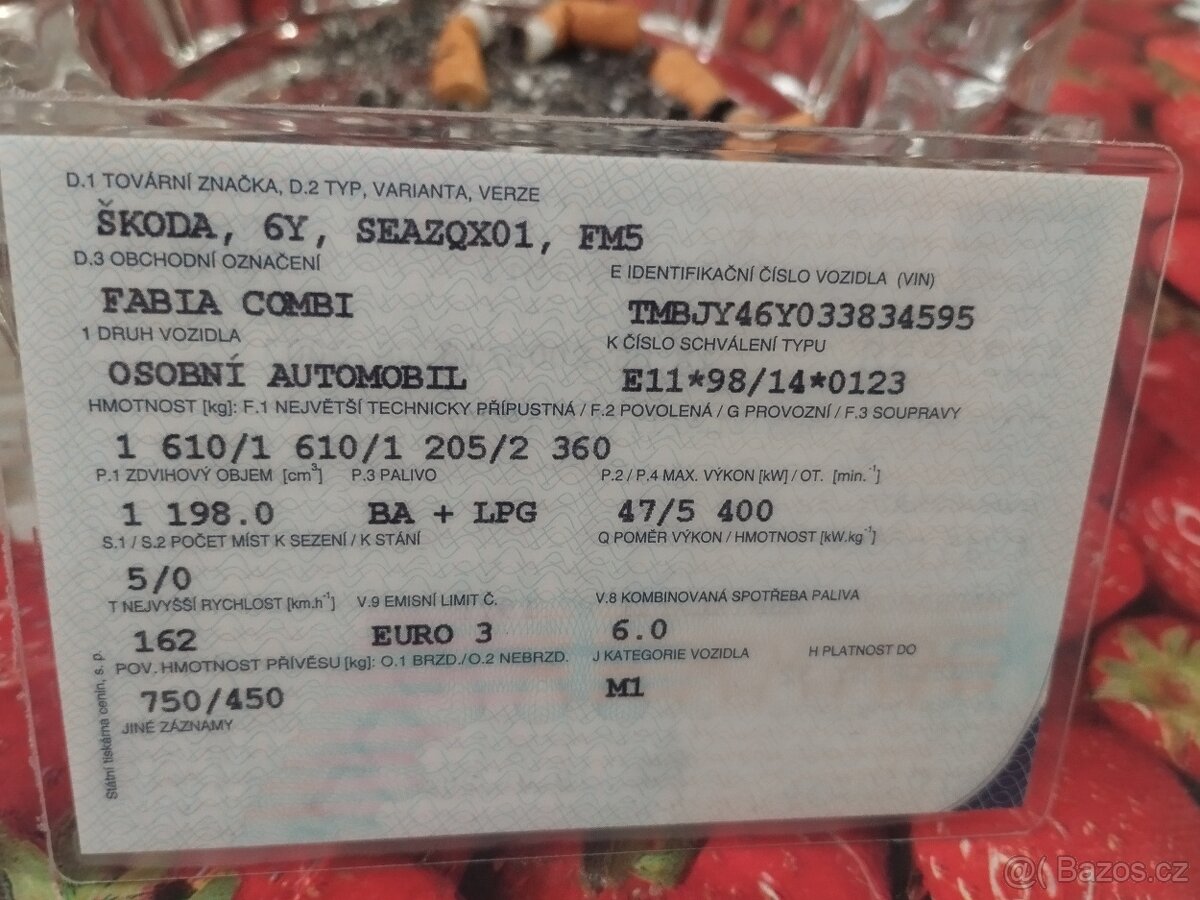 D.1 TOVÁRNÍ ZNAČKA, D.2 TYP, VARIANTA, VERZE
ŠKODA, 6Y, SEAZQX01, FM5
D.3 OBCHODNÍ OZNAČENÍ
E IDENTIFIKAČNÍ ČÍSLO VOZIDLA (VIN)
FABIA COMBI
TMBJY46Y033834595
1 DRUH VOZIDLA
K ČÍSLO SCHVÁLENÍ TYPU
OSOBNÍ AUTOMOBIL
E11*98/14*0123
HMOTNOST [kg]: F.1 NEJVĚTŠÍ TECHNICKY PŘÍPUSTNÁ / F.2 POVOLENÁ / G PROVOZNÍ / F.3 SOUPRAVY
1 610/1 610/1 205/2 360
P.1 ZDVIHOVÝ OBJEM [cm³] P.3 PALIVO P.2 / P.4 MAX. VÝKON [kW] / OT. [min.⁻¹]
1 198.0 BA + LPG 47/5 400
S.1 / S.2 POČET MÍST K SEZENÍ / K STÁNÍ Q POMĚR VÝKON / HMOTNOST [kW.kg⁻¹]
5/0
T NEJVYŠŠÍ RYCHLOST [km.h⁻¹] V.9 EMISNÍ LIMIT Č. V.8 KOMBINOVANÁ SPOTŘEBA PALIVA
162 EURO 3 6.0
POV. HMOTNOST PŘÍVĚSU [kg]: O.1 BRZD./O.2 NEBRZD. J KATEGORIE VOZIDLA H PLATNOST DO
750/450 M1
JINÉ ZÁZNAMY
Státní tiskárna cenin, s. p.
@( Bazos.cz